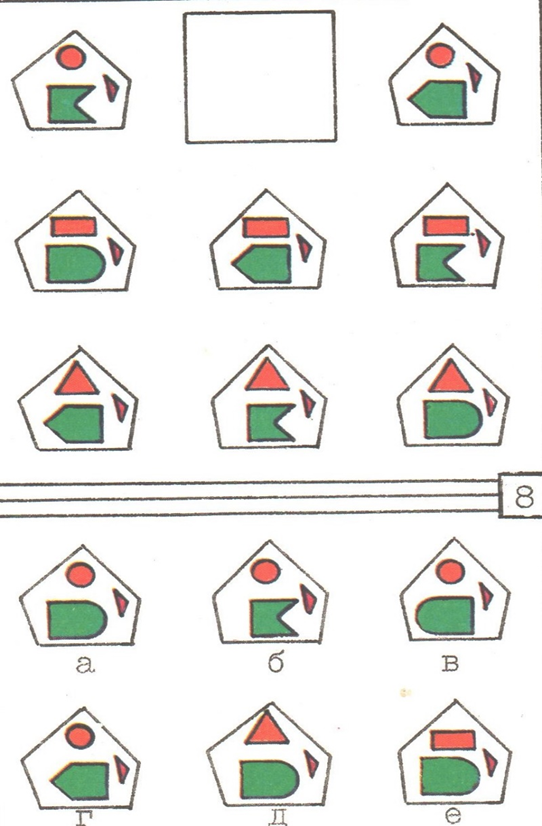 8
а б в
г д е